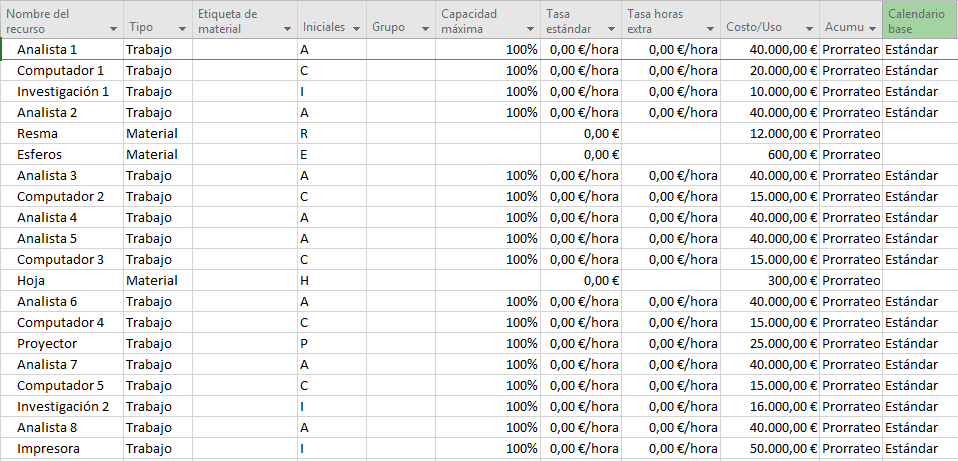 Nombre del recurso Tipo Etiqueta de material Iniciales Grupo Capacidad máxima Tasa estándar Tasa horas extra Costo/Uso Acumu Calendario base
Analista 1 Trabajo A 100% 0,00 €/hora 0,00 €/hora 40.000,00 € Prorrateo Estándar
Computador 1 Trabajo C 100% 0,00 €/hora 0,00 €/hora 20.000,00 € Prorrateo Estándar
Investigación 1 Trabajo I 100% 0,00 €/hora 0,00 €/hora 10.000,00 € Prorrateo Estándar
Analista 2 Trabajo A 100% 0,00 €/hora 0,00 €/hora 40.000,00 € Prorrateo Estándar
Resma Material R 0,00 € 12.000,00 € Prorrateo
Esferos Material E 0,00 € 600,00 € Prorrateo
Analista 3 Trabajo A 100% 0,00 €/hora 0,00 €/hora 40.000,00 € Prorrateo Estándar
Computador 2 Trabajo C 100% 0,00 €/hora 0,00 €/hora 15.000,00 € Prorrateo Estándar
Analista 4 Trabajo A 100% 0,00 €/hora 0,00 €/hora 40.000,00 € Prorrateo Estándar
Analista 5 Trabajo A 100% 0,00 €/hora 0,00 €/hora 40.000,00 € Prorrateo Estándar
Computador 3 Trabajo C 100% 0,00 €/hora 0,00 €/hora 15.000,00 € Prorrateo Estándar
Hoja Material H 0,00 € 300,00 € Prorrateo
Analista 6 Trabajo A 100% 0,00 €/hora 0,00 €/hora 40.000,00 € Prorrateo Estándar
Computador 4 Trabajo C 100% 0,00 €/hora 0,00 €/hora 15.000,00 € Prorrateo Estándar
Proyector Trabajo P 100% 0,00 €/hora 0,00 €/hora 25.000,00 € Prorrateo Estándar
Analista 7 Trabajo A 100% 0,00 €/hora 0,00 €/hora 40.000,00 € Prorrateo Estándar
Computador 5 Trabajo C 100% 0,00 €/hora 0,00 €/hora 15.000,00 € Prorrateo Estándar
Investigación 2 Trabajo I 100% 0,00 €/hora 0,00 €/hora 16.000,00 € Prorrateo Estándar
Analista 8 Trabajo A 100% 0,00 €/hora 0,00 €/hora 40.000,00 € Prorrateo Estándar
Impresora Trabajo I 100% 0,00 €/hora 0,00 €/hora 50.000,00 € Prorrateo Estándar